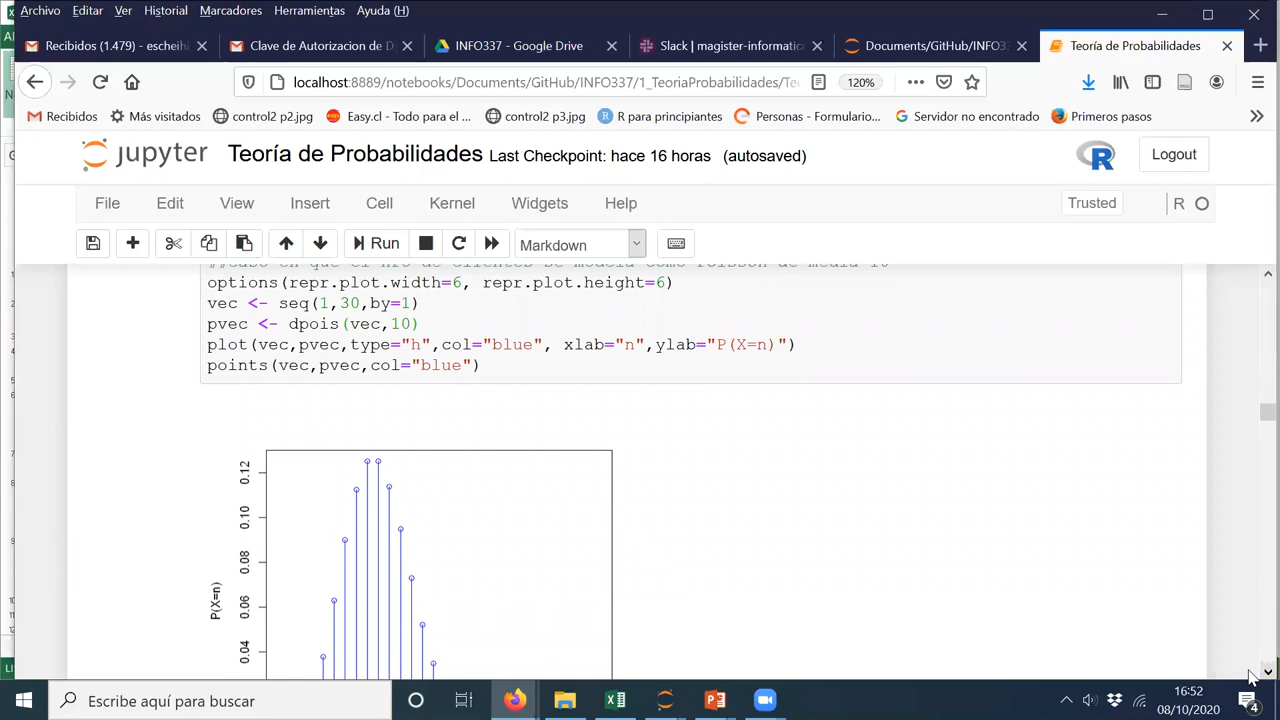 Archivo Editar Ver Historial Marcadores Herramientas Ayuda (H)
Recibidos (1.479) - escheih
Clave de Autorizacion de D
INFO337 - Google Drive
Slack | magister-informatica
Documents/GitHub/INFO33
Teoría de Probabilidades
localhost:8889/notebooks/Documents/GitHub/INFO337/1_TeoriaProbabilidades/Teo
120%
Recibidos
Más visitados
control2 p2.jpg
Easy.cl - Todo para el ...
control2 p3.jpg
R para principiantes
Personas - Formulario...
Servidor no encontrado
Primeros pasos
jupyter Teoría de Probabilidades Last Checkpoint: hace 16 horas (autosaved)
R
Logout
File Edit View Insert Cell Kernel Widgets Help
Trusted
R
Run
Markdown
options(repr.plot.width=6, repr.plot.height=6)
vec <- seq(1,30,by=1)
pvec <- dpois(vec,10)
plot(vec,pvec,type="h",col="blue", xlab="n",ylab="P(X=n)")
points(vec,pvec,col="blue")
0.12
0.10
0.08
0.06
0.04
P(X=n)
Escribe aquí para buscar
16:52
08/10/2020
4